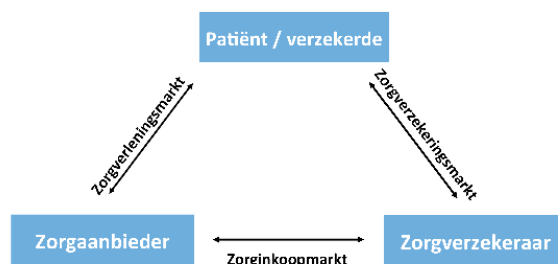 Patiënt / verzekerde
Zorgverleningsmarkt
Zorgverzekeringsmarkt
Zorgaanbieder
Zorgverzekeraar
Zorginkoopmarkt